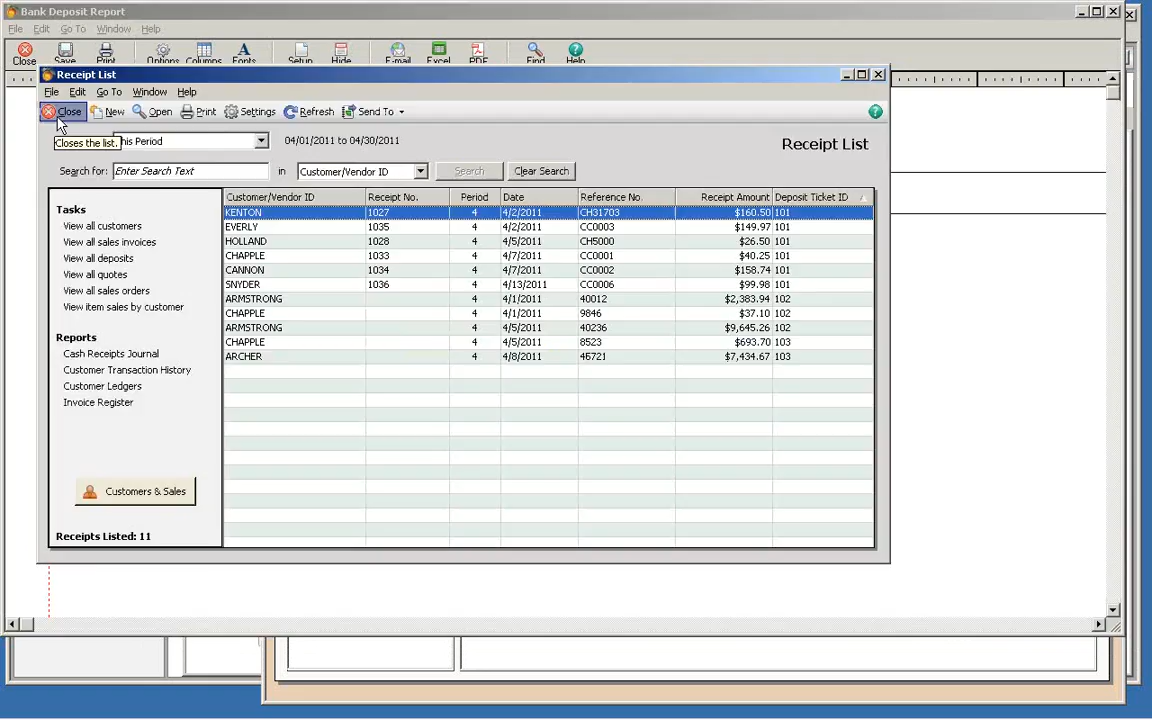 Bank Deposit Report
File Edit Go To Window Help
Close Save Print Options Columns Fonts Setup Hide E-mail Excel PDF Find Help
Receipt List
File Edit Go To Window Help
Close New Open Print Settings Refresh Send To
Closes the list. his Period 04/01/2011 to 04/30/2011 Receipt List
Search for: Enter Search Text in Customer/Vendor ID Search Clear Search
Customer/Vendor ID Receipt No. Period Date Reference No. Receipt Amount Deposit Ticket ID
KENTON 1027 4 4/2/2011 CH31703 $160.50 101
EVERLY 1035 4 4/2/2011 CC0003 $149.97 101
HOLLAND 1028 4 4/5/2011 CH5000 $26.50 101
CHAPPLE 1033 4 4/7/2011 CC0001 $40.25 101
CANNON 1034 4 4/7/2011 CC0002 $158.74 101
SNYDER 1036 4 4/13/2011 CC0006 $99.98 101
ARMSTRONG 4 4/1/2011 40012 $2,383.94 102
CHAPPLE 4 4/1/2011 9846 $37.10 102
ARMSTRONG 4 4/5/2011 40236 $9,645.26 102
CHAPPLE 4 4/5/2011 8523 $693.70 103
ARCHER 4 4/8/2011 46721 $7,434.67 103
Tasks
View all customers
View all sales invoices
View all deposits
View all quotes
View all sales orders
View item sales by customer
Reports
Cash Receipts Journal
Customer Transaction History
Customer Ledgers
Invoice Register
Customers & Sales
Receipts Listed: 11